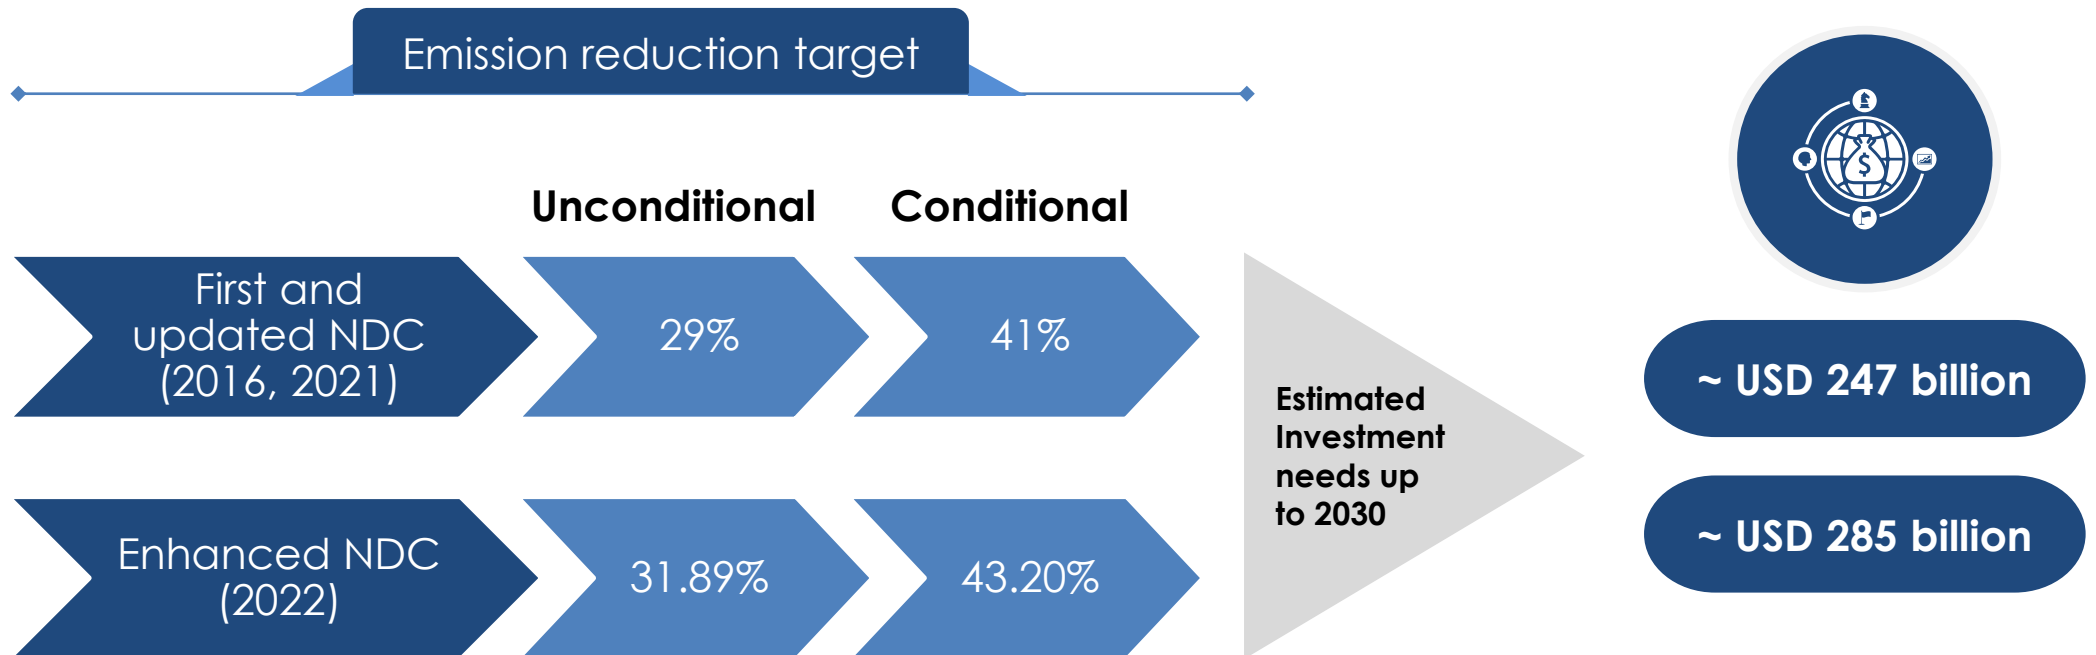 Emission reduction target
Unconditional
Conditional
First and
updated NDC
(2016, 2021)
29%
41%
Enhanced NDC
(2022)
31.89%
43.20%
Estimated
Investment
needs up
to 2030
$
~ USD 247 billion
~ USD 285 billion